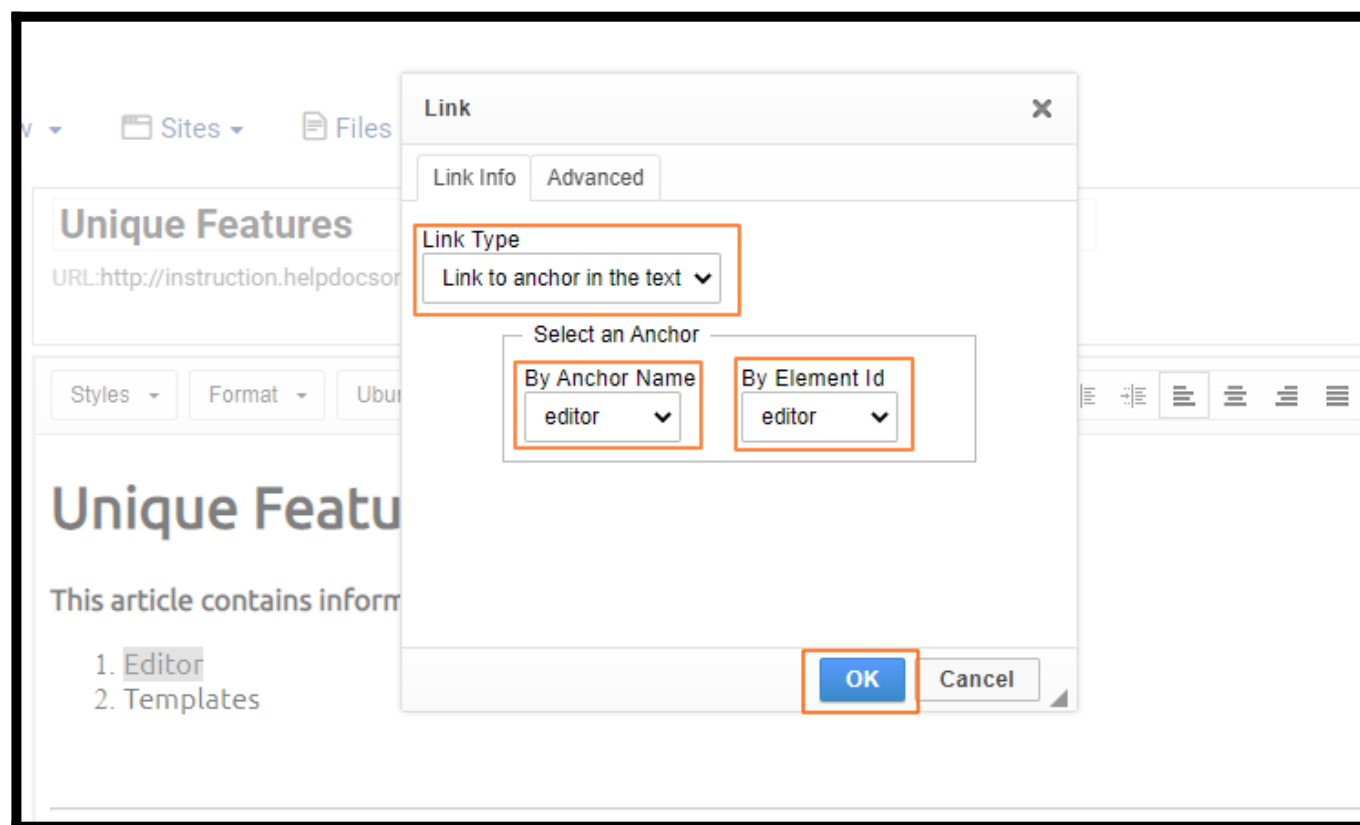 Link
Sites
Files
Link Info Advanced
Unique Features
Link Type
URL:http://instruction.helpdocsor
Link to anchor in the text
Select an Anchor
By Anchor Name By Element Id
Styles Format
editor editor
Unique Featu
This article contains inform
1. Editor
2. Templates
OK Cancel